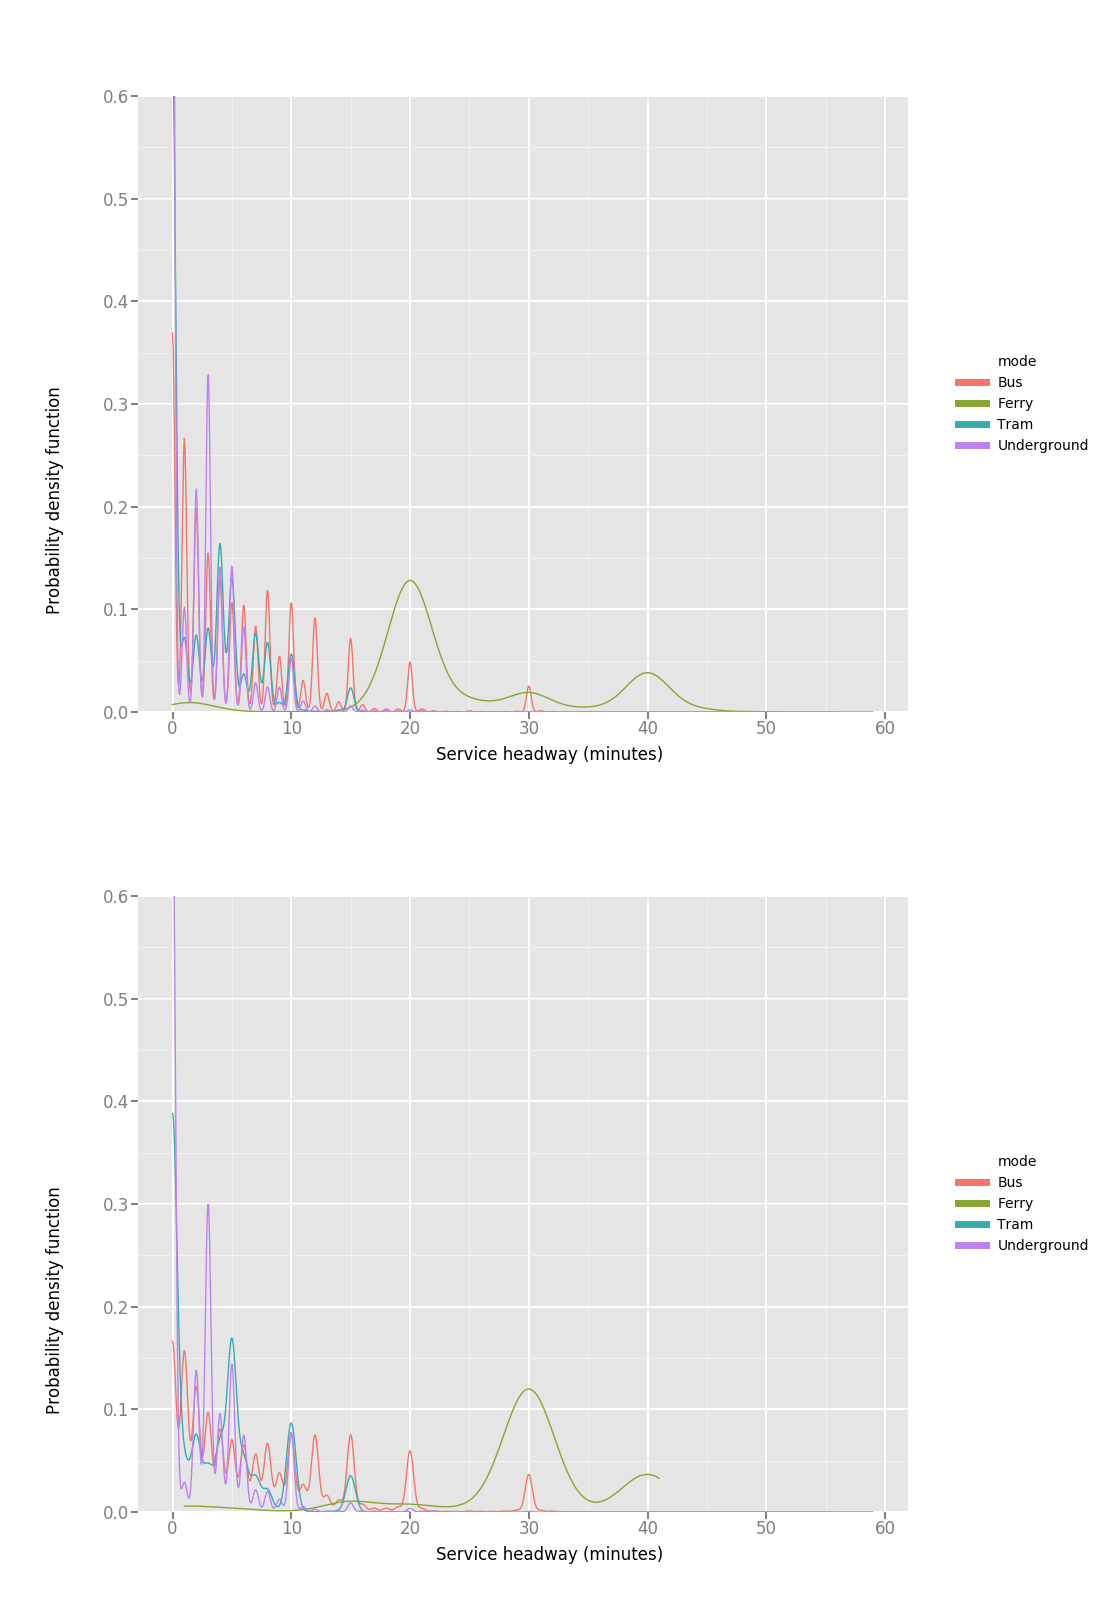 0.6
0.5
0.4
0.3
0.2
0.1
0.0
Probability density function
0 10 20 30 40 50 60
Service headway (minutes)
mode
Bus
Ferry
Tram
Underground
0.6
0.5
0.4
0.3
0.2
0.1
0.0
Probability density function
0 10 20 30 40 50 60
Service headway (minutes)
mode
Bus
Ferry
Tram
Underground